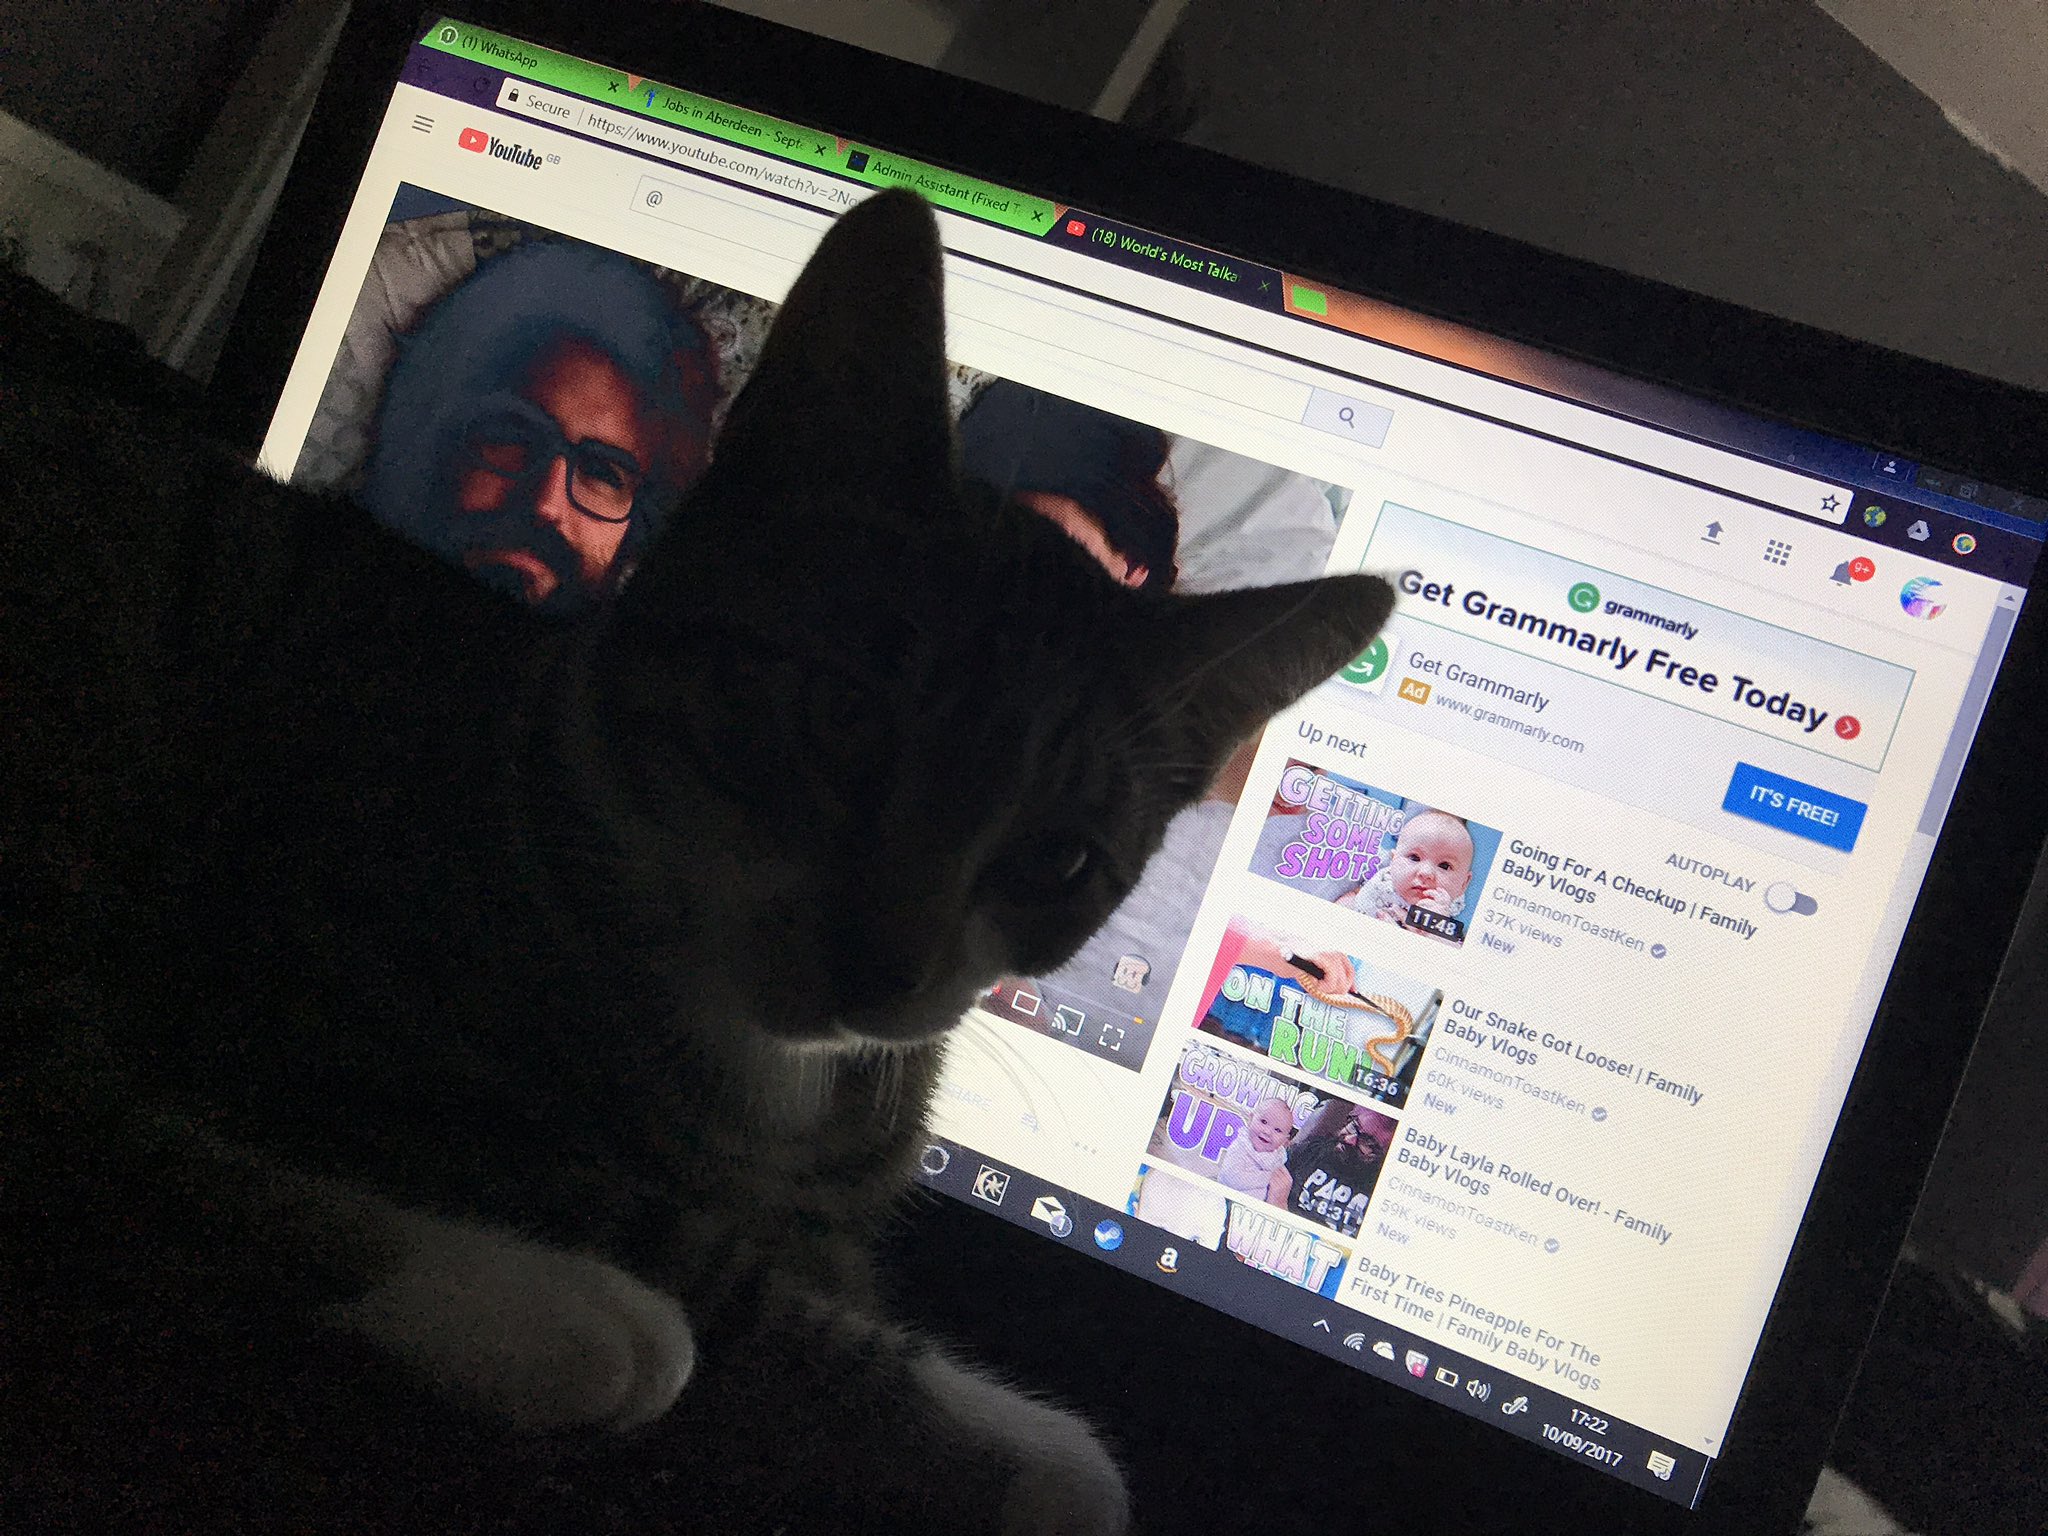 (1) WhatsApp
Jobs in Aberdeen - Sept
Admin Assistant (Fixed T
(18) World's Most Talka
Secure
https://www.youtube.com/watch?v=2No
YouTube GB
@
9+
grammarly
Get Grammarly Free Today
Get Grammarly
Ad www.grammarly.com
IT'S FREE!
Up next
AUTOPLAY
GETTING
SOME
SHOTS
11:48
Going For A Checkup | Family
Baby Vlogs
CinnamonToastKen
37K views
New
ON THE
RUN
16:36
Our Snake Got Loose! | Family
Baby Vlogs
CinnamonToastKen
60K views
New
GROWING
UP
PAPA
8:31
Baby Layla Rolled Over! - Family
Baby Vlogs
CinnamonToastKen
59K views
New
WHAT
Baby Tries Pineapple For The
First Time | Family Baby Vlogs
SHARE
a
17:22
10/09/2017